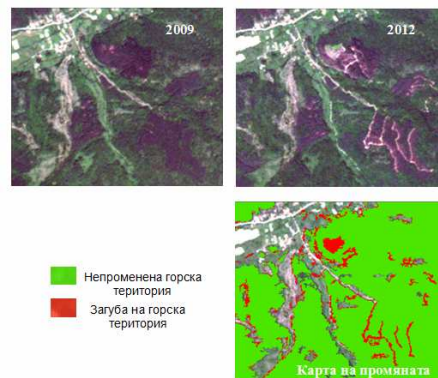 2009
2012
Непроменена горска
територия
Загуба на горска
територия
Карта на промяната